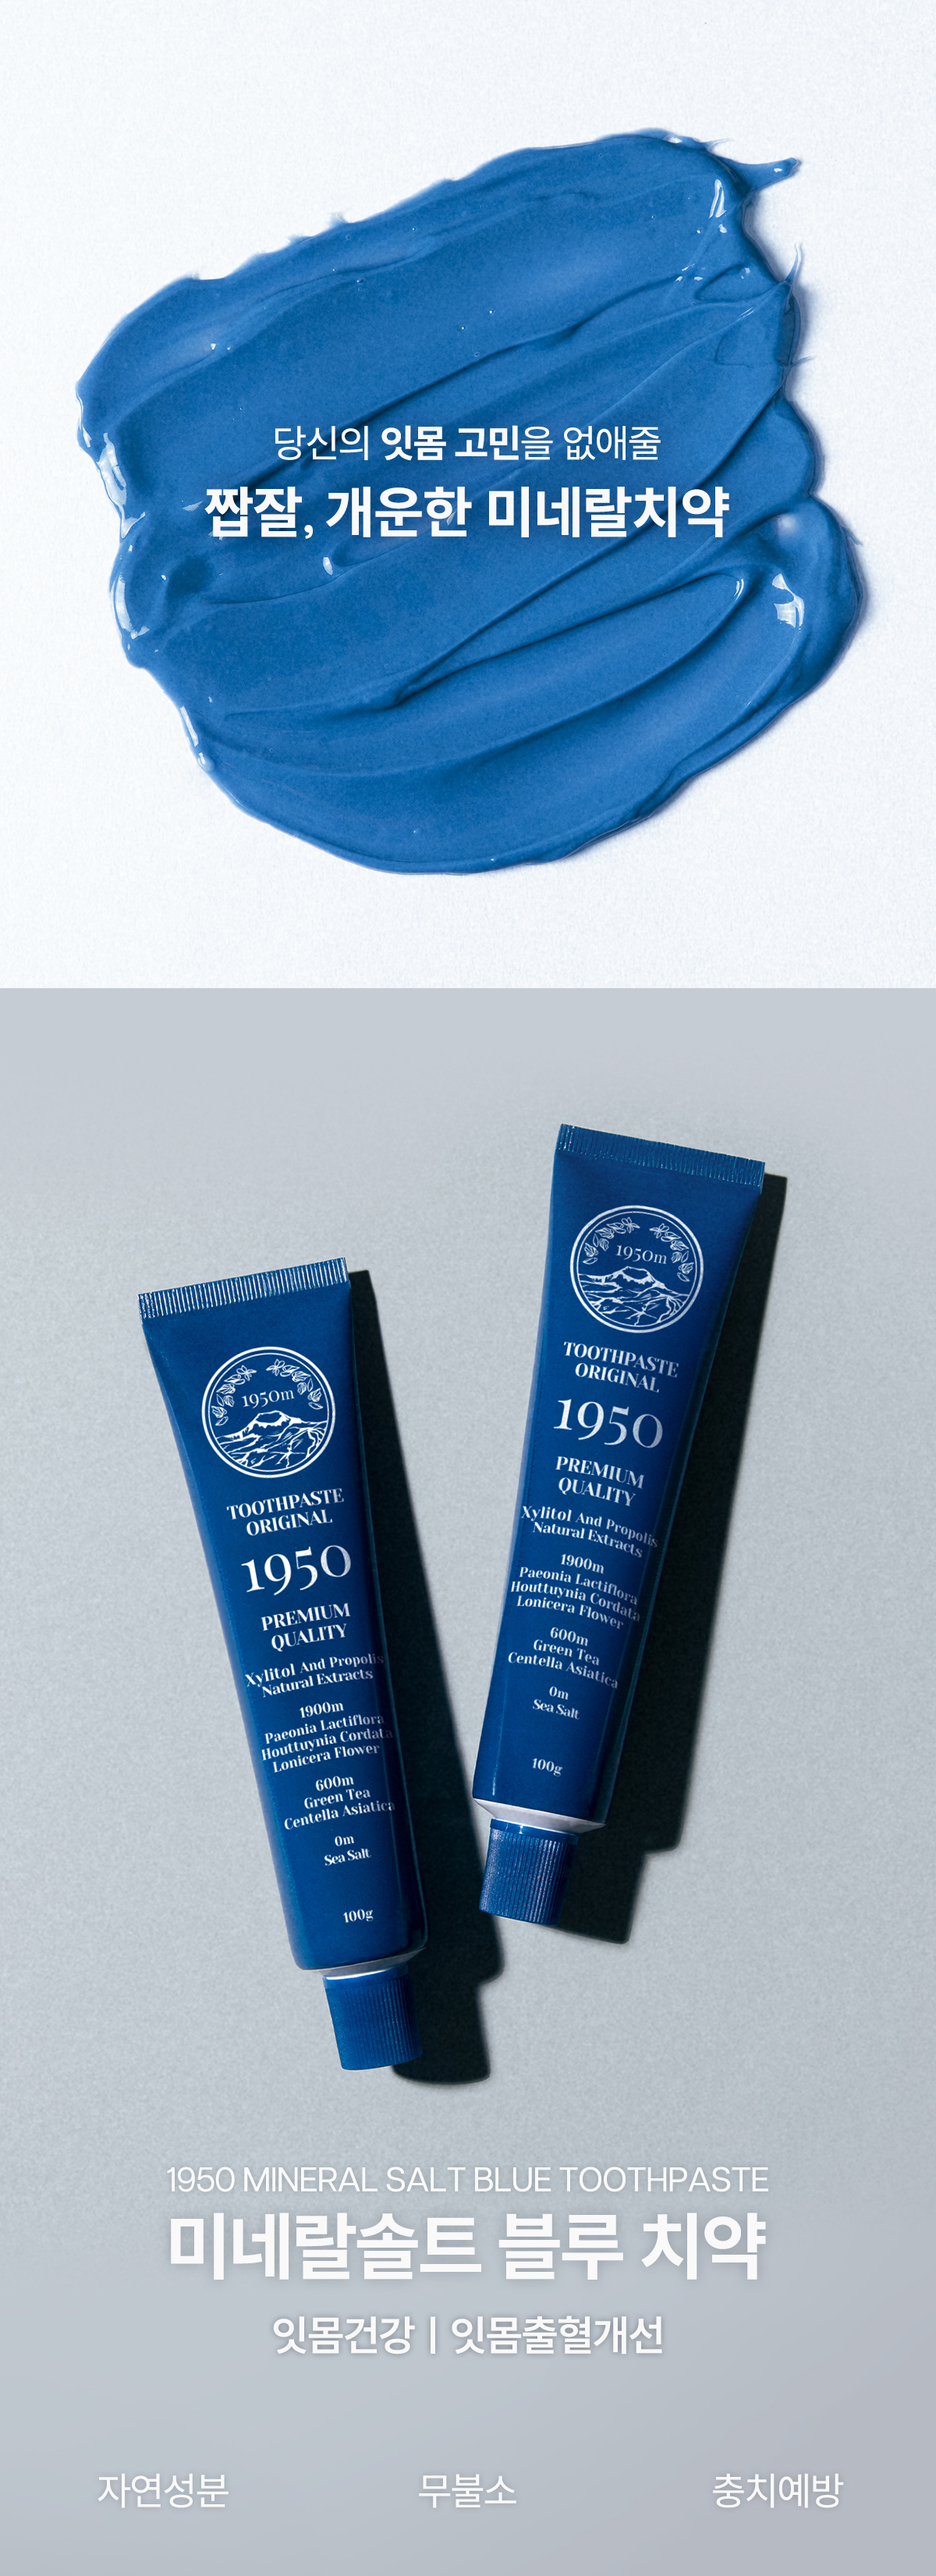 당신의 잇몸 고민을 없애줄
짭잘, 개운한 미네랄치약
1950m
TOOTHPASTE
ORIGINAL
1950
PREMIUM
QUALITY
Xylitol And Propolis
Natural Extracts
1900m
Paeonia Lactiflora
Houttuynia Cordata
Lonicera Flower
600m
Green Tea
Centella Asiatica
0m
Sea Salt
100g
1950m
TOOTHPASTE
ORIGINAL
1950
PREMIUM
QUALITY
Xylitol And Propolis
Natural Extracts
1900m
Paeonia Lactiflora
Houttuynia Cordata
Lonicera Flower
600m
Green Tea
Centella Asiatica
0m
Sea Salt
100g
1950 MINERAL SALT BLUE TOOTHPASTE
미네랄솔트 블루 치약
잇몸건강 | 잇몸출혈개선
자연성분 무불소 충치예방